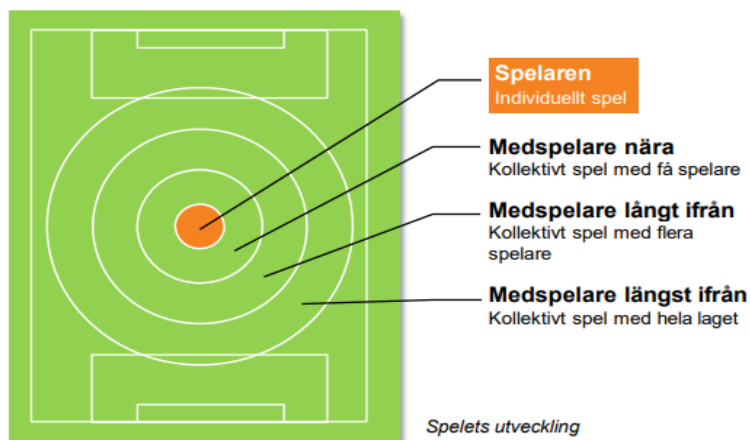 Spelaren
Individuellt spel
Medspelare nära
Kollektivt spel med få spelare
Medspelare långt ifrån
Kollektivt spel med flera
spelare
Medspelare längst ifrån
Kollektivt spel med hela laget
Spelets utveckling